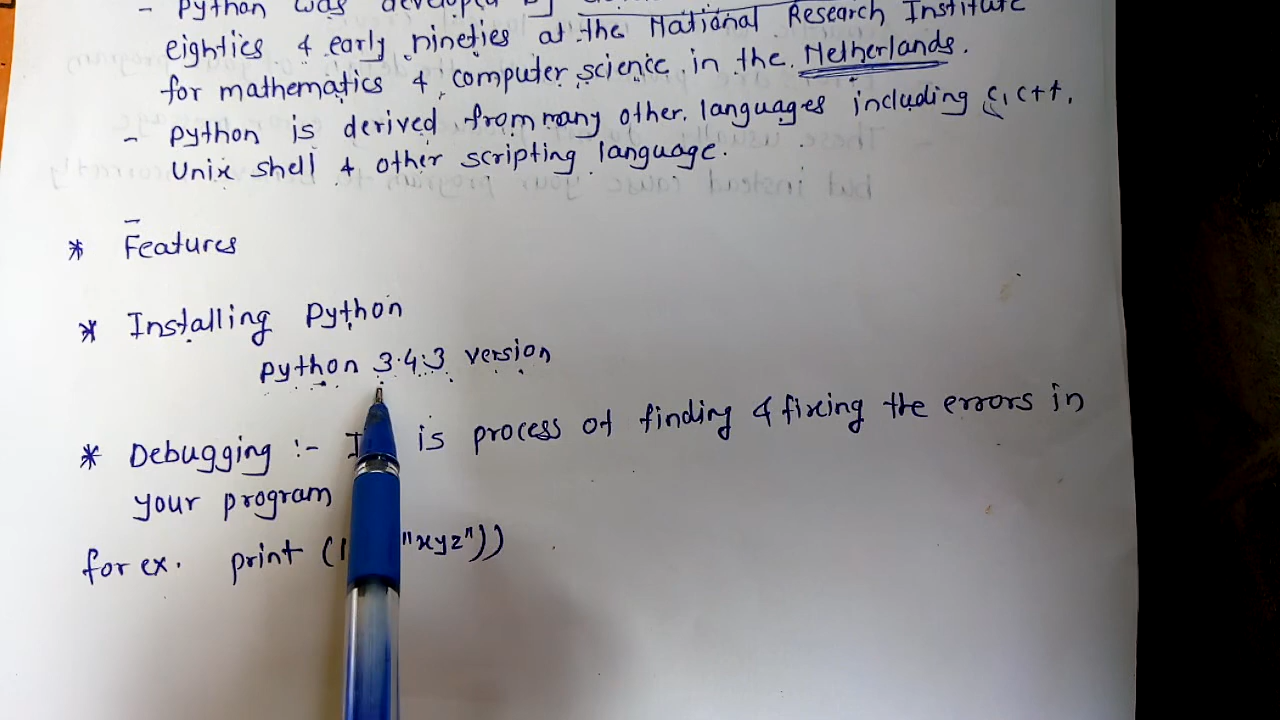 - Python was developed by
eighties & early nineties at the National Research Institute
for mathematics & computer science in the Netherlands.
- Python is derived from many other languages including C, C++,
Unix shell & other scripting language.
* Features
* Installing Python
Python 3.4.3 version
* Debugging :- is process of finding & fixing the errors in
your program
for ex. print ( "xyz"))